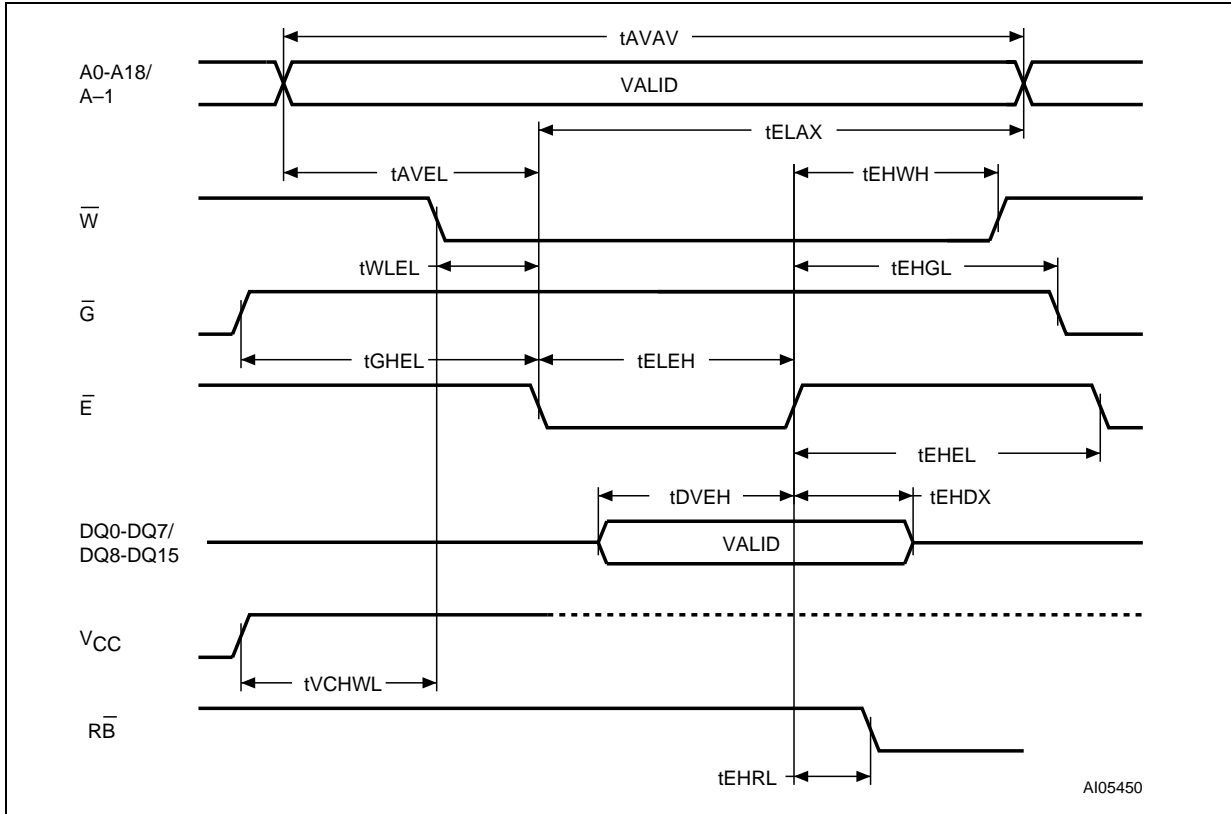 tAVAV
A0-A18/
A–1
VALID
tELAX
tAVEL
tEHWH
W̅
tWLEL
tEHGL
G̅
tGHEL
tELEH
E̅
tEHEL
tDVEH
tEHDX
DQ0-DQ7/
DQ8-DQ15
VALID
VCC
tVCHWL
RB̅
tEHRL
AI05450